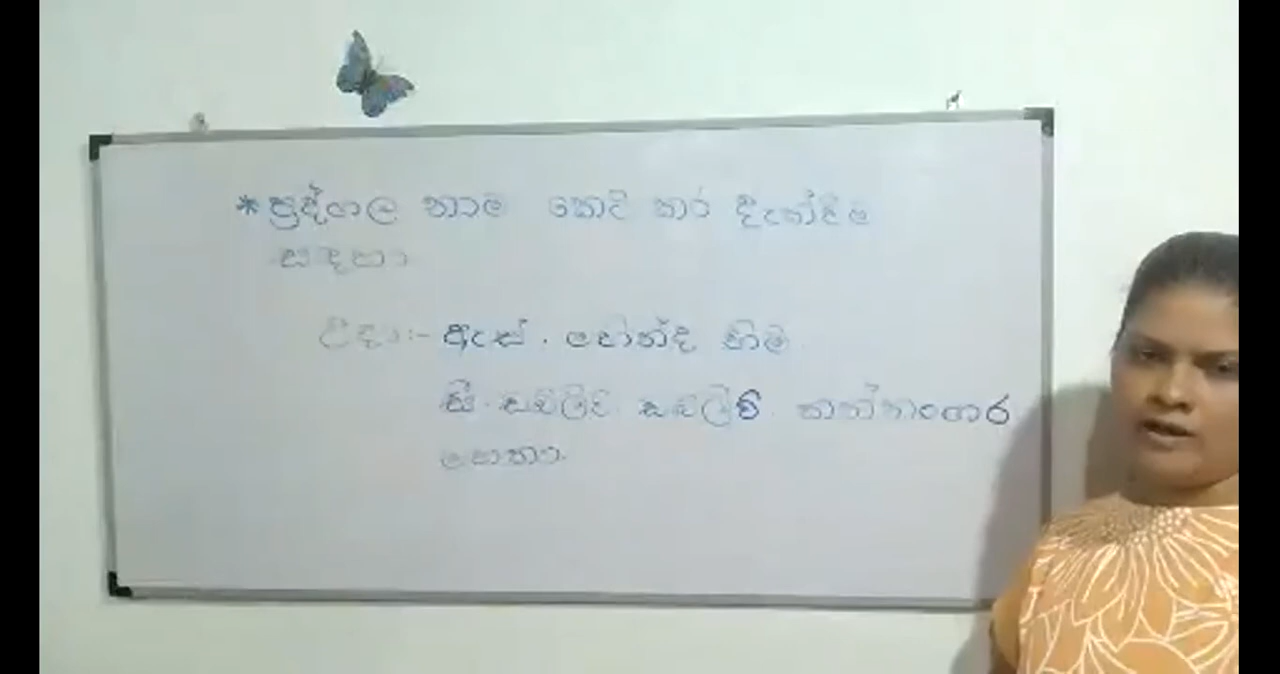 * පුද්ගල නාම කෙටි කර දැක්වීම
සඳහා
උදා:- ඇස්. මහින්ද හිමි
සී. ඩබ්ලිව්. ඩබ්ලිව්. කන්නංගර
මහතා.